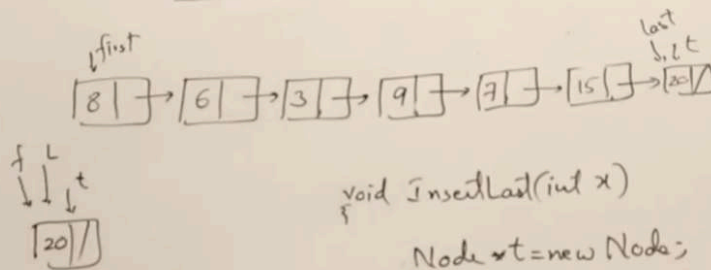 first
last
t
8 6 3 9 7 15 20
f L
t
20
void InsertLast(int x)
{
Node *t=new Node;